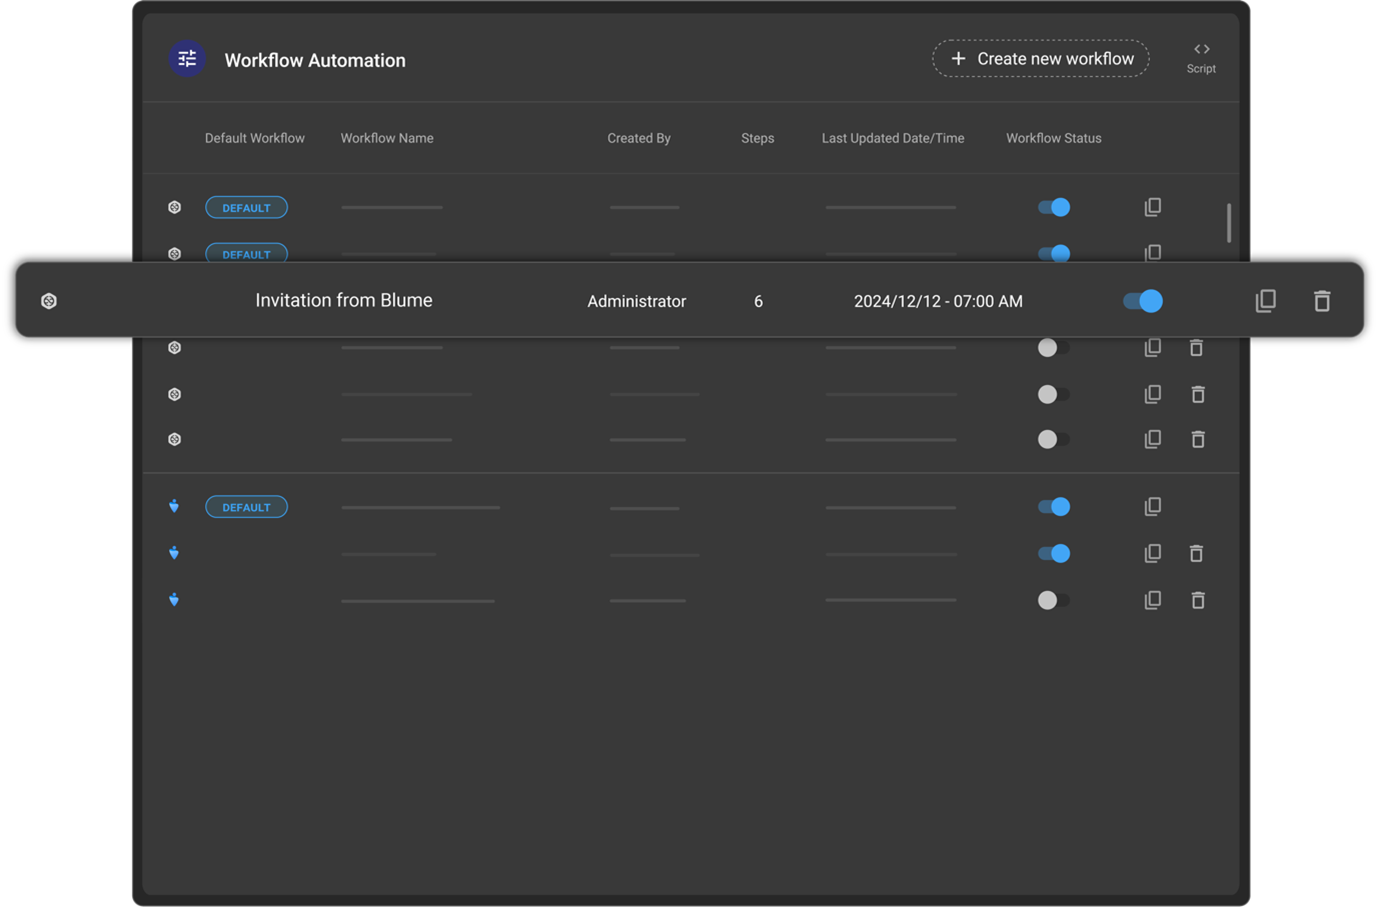 Workflow Automation
+ Create new workflow
Script
Default Workflow Workflow Name Created By Steps Last Updated Date/Time Workflow Status
DEFAULT
DEFAULT
Invitation from Blume Administrator 6 2024/12/12 - 07:00 AM
DEFAULT